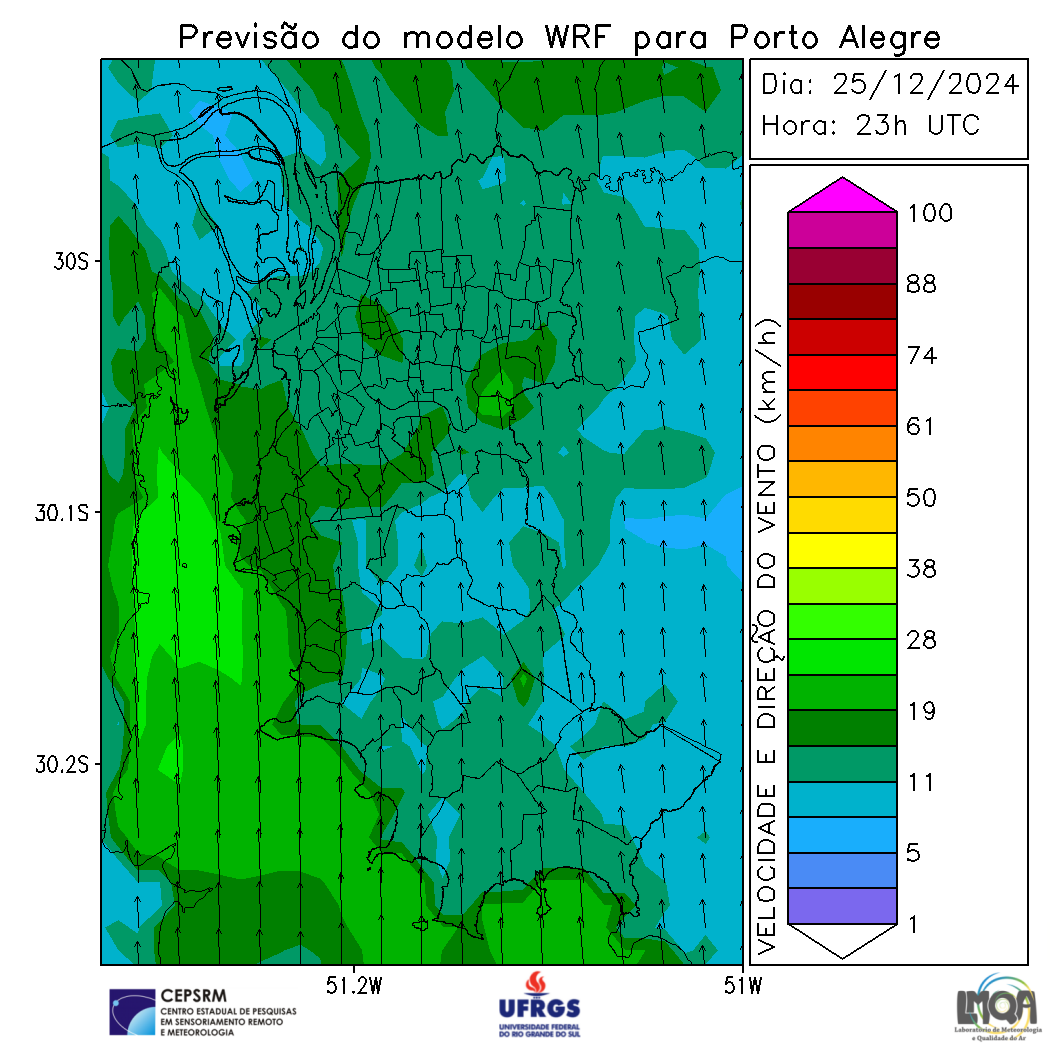 Previsão do modelo WRF para Porto Alegre
Dia: 25/12/2024
Hora: 23h UTC
30S
30.1S
30.2S
51.2W
51W
VELOCIDADE E DIREÇÃO DO VENTO (km/h)
100
88
74
61
50
38
28
19
11
5
1
CEPSRM
CENTRO ESTADUAL DE PESQUISAS
EM SENSORIAMENTO REMOTO
E METEOROLOGIA
UFRGS
UNIVERSIDADE FEDERAL
DO RIO GRANDE DO SUL
LMQA
Laboratório de Meteorologia
e Qualidade do Ar